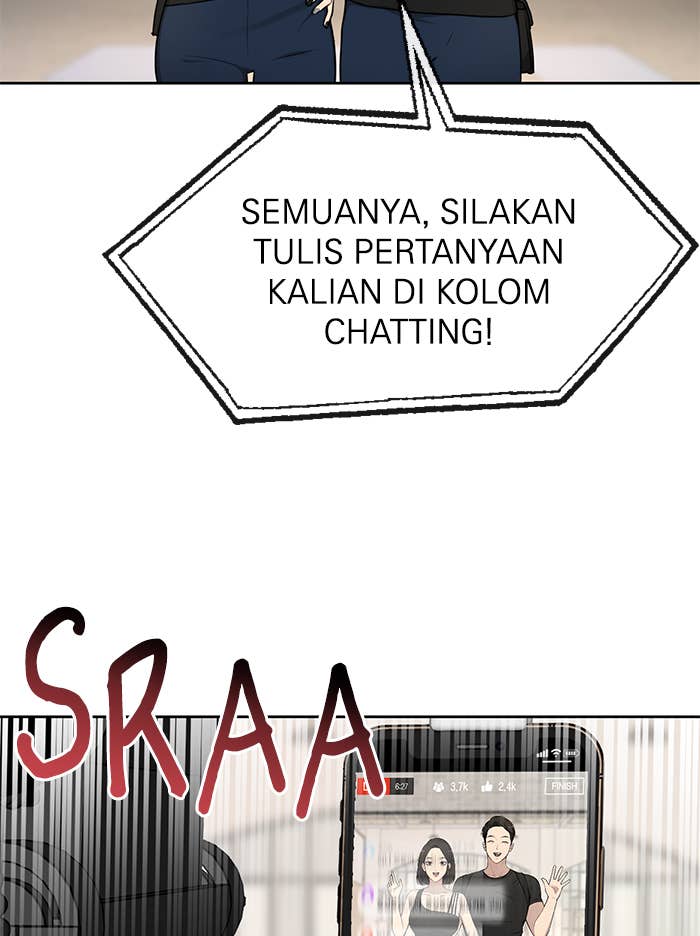 SEMUANYA, SILAKAN
TULIS PERTANYAAN
KALIAN DI KOLOM
CHATTING!
SRAA
6:27 3,7k 2,4k FINISH